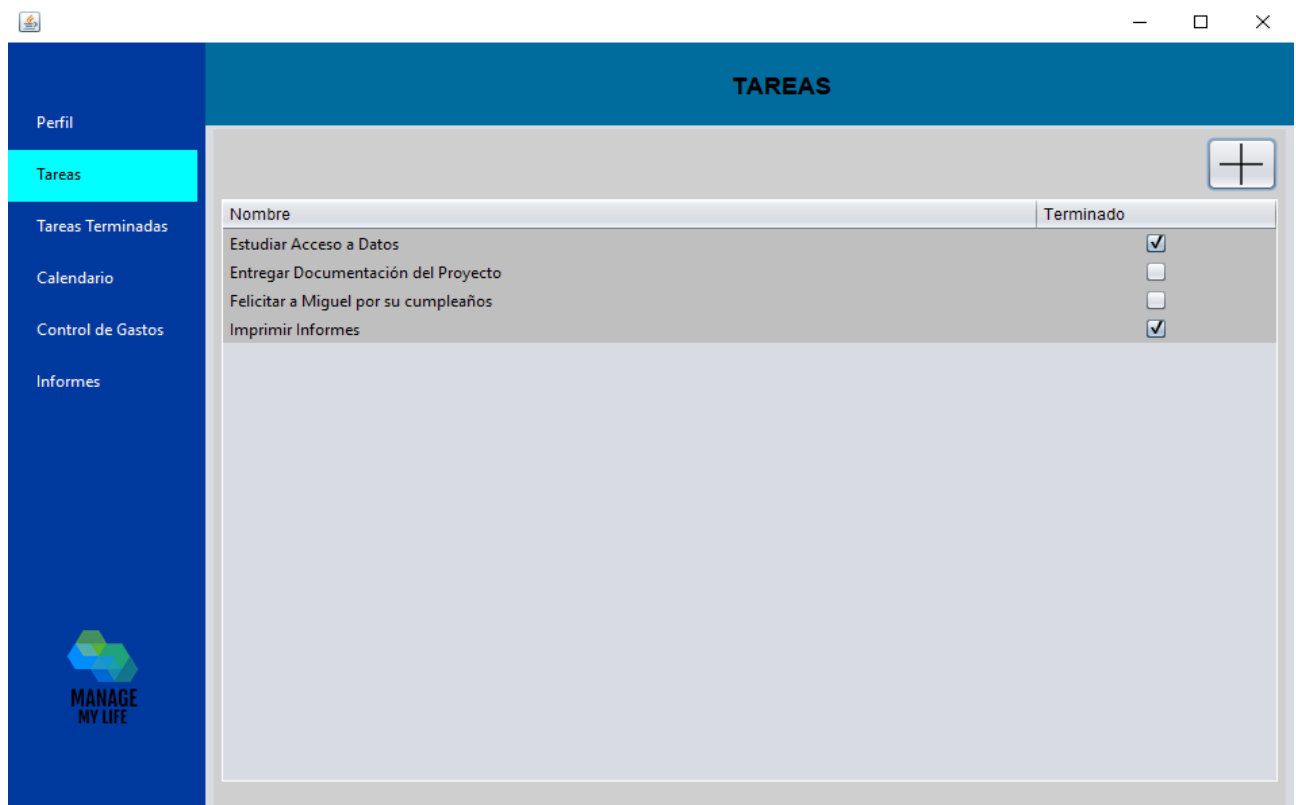 TAREAS
Perfil
Tareas
Tareas Terminadas
Calendario
Control de Gastos
Informes
MANAGE
MY LIFE
Nombre Terminado
Estudiar Acceso a Datos
Entregar Documentación del Proyecto
Felicitar a Miguel por su cumpleaños
Imprimir Informes